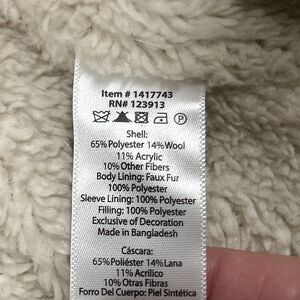 Item # 1417743
RN# 123913
Shell:
65% Polyester 14% Wool
11% Acrylic
10% Other Fibers
Body Lining: Faux Fur
100% Polyester
Sleeve Lining: 100% Polyester
Filling: 100% Polyester
Exclusive of Decoration
Made in Bangladesh
Cáscara:
65% Poliéster 14% Lana
11% Acrilico
10% Otras Fibras
Forro Del Cuerpo: Piel Sintética